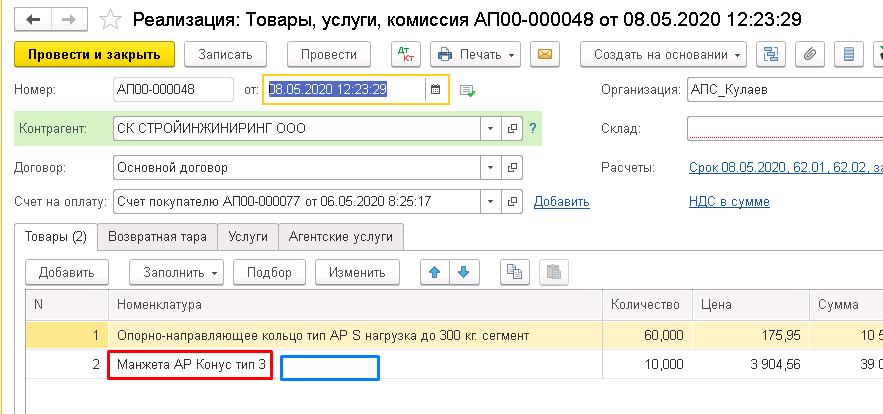 Реализация: Товары, услуги, комиссия АП00-000048 от 08.05.2020 12:23:29
Провести и закрыть Записать Провести Дт Кт Печать Создать на основании
Номер: АП00-000048 от: 08.05.2020 12:23:29 Организация: АПС_Кулаев
Контрагент: СК СТРОЙИНЖИНИРИНГ ООО ? Склад:
Договор: Основной договор Расчеты: Срок 08.05.2020, 62.01, 62.02, за
Счет на оплату: Счет покупателю АП00-000077 от 06.05.2020 8:25:17 Добавить НДС в сумме
Товары (2) Возвратная тара Услуги Агентские услуги
Добавить Заполнить Подбор Изменить
N Номенклатура Количество Цена Сумма
1 Опорно-направляющее кольцо тип AP S нагрузка до 300 кг. сегмент 60,000 175,95 10 5
2 Манжета АР Конус тип 3 10,000 3 904,56 39 0